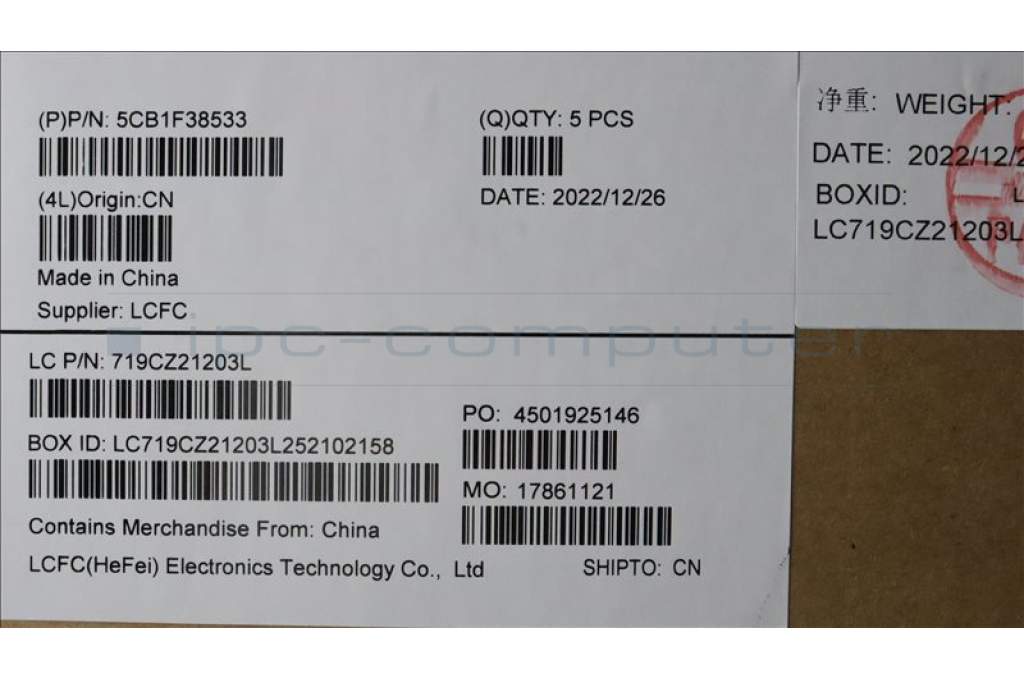 (P)P/N: 5CB1F38533
(Q)QTY: 5 PCS
(4L)Origin:CN
DATE: 2022/12/26
Made in China
Supplier: LCFC
净重: WEIGHT:
DATE: 2022/12/2
BOXID:
LC719CZ21203L
ipc-computer
LC P/N: 719CZ21203L
PO: 4501925146
BOX ID: LC719CZ21203L252102158
MO: 17861121
Contains Merchandise From: China
LCFC(HeFei) Electronics Technology Co., Ltd
SHIPTO: CN